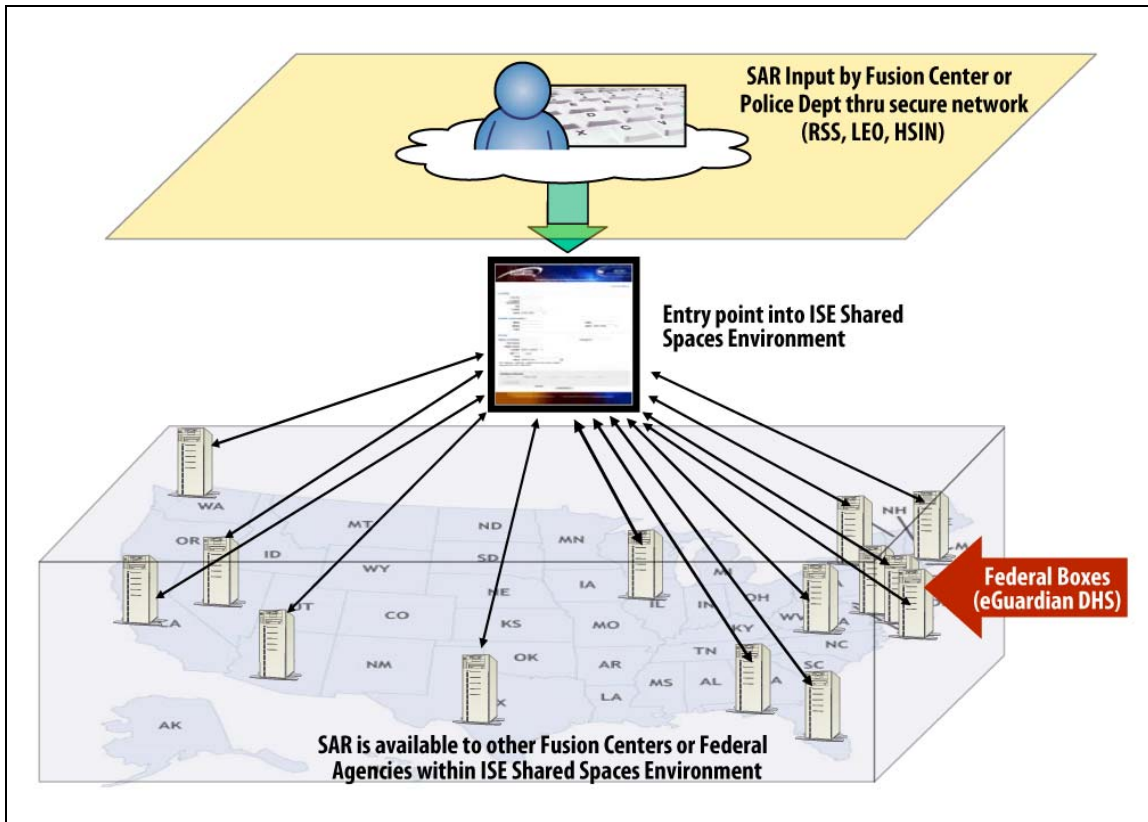 SAR Input by Fusion Center or
Police Dept thru secure network
(RSS, LEO, HSIN)
Entry point into ISE Shared
Spaces Environment
WA
MT
ND
MN
NH
OR
ID
SD
WY
IA
MI
NE
OH
UT
IL
IN
CO
KS
MO
WV
CA
KY
NC
TN
OK
NM
AR
SC
MS
AL
LA
AK
Federal Boxes
(eGuardian DHS)
SAR is available to other Fusion Centers or Federal
Agencies within ISE Shared Spaces Environment